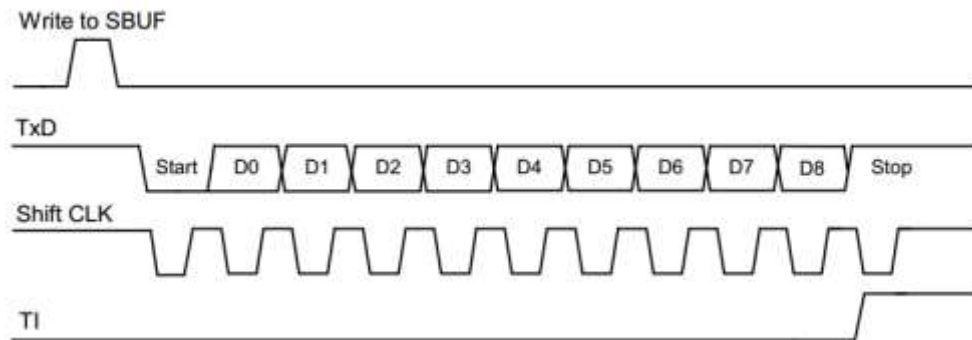 Write to SBUF
TxD
Start D0 D1 D2 D3 D4 D5 D6 D7 D8 Stop
Shift CLK
TI